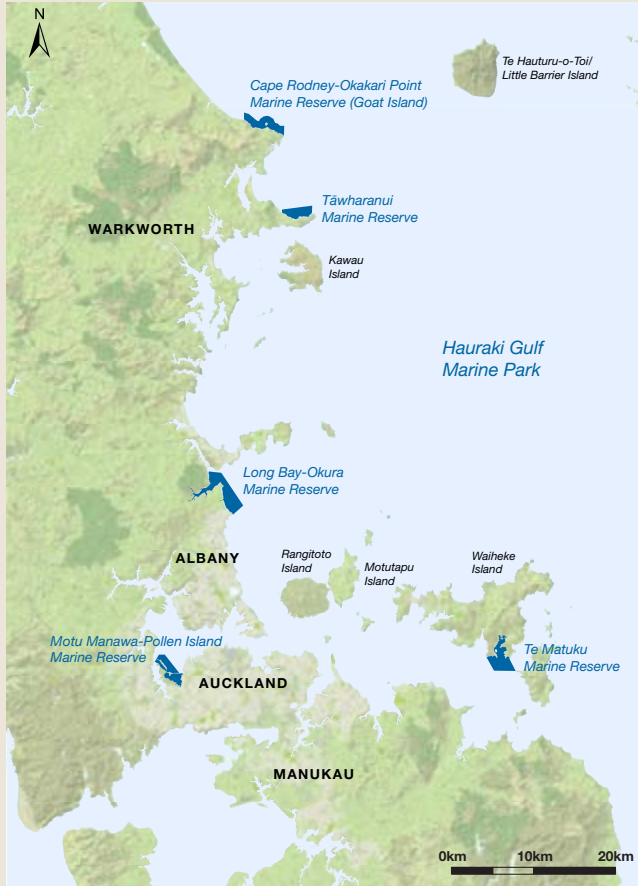 N
Te Hauturu-o-Toi/
Little Barrier Island
Cape Rodney-Okakari Point
Marine Reserve (Goat Island)
Tāwharanui
Marine Reserve
WARKWORTH
Kawau
Island
Hauraki Gulf
Marine Park
Long Bay-Okura
Marine Reserve
ALBANY
Rangitoto
Island
Motutapu
Island
Waiheke
Island
Motu Manawa-Pollen Island
Marine Reserve
Te Matuku
Marine Reserve
AUCKLAND
MANUKAU
0km 10km 20km